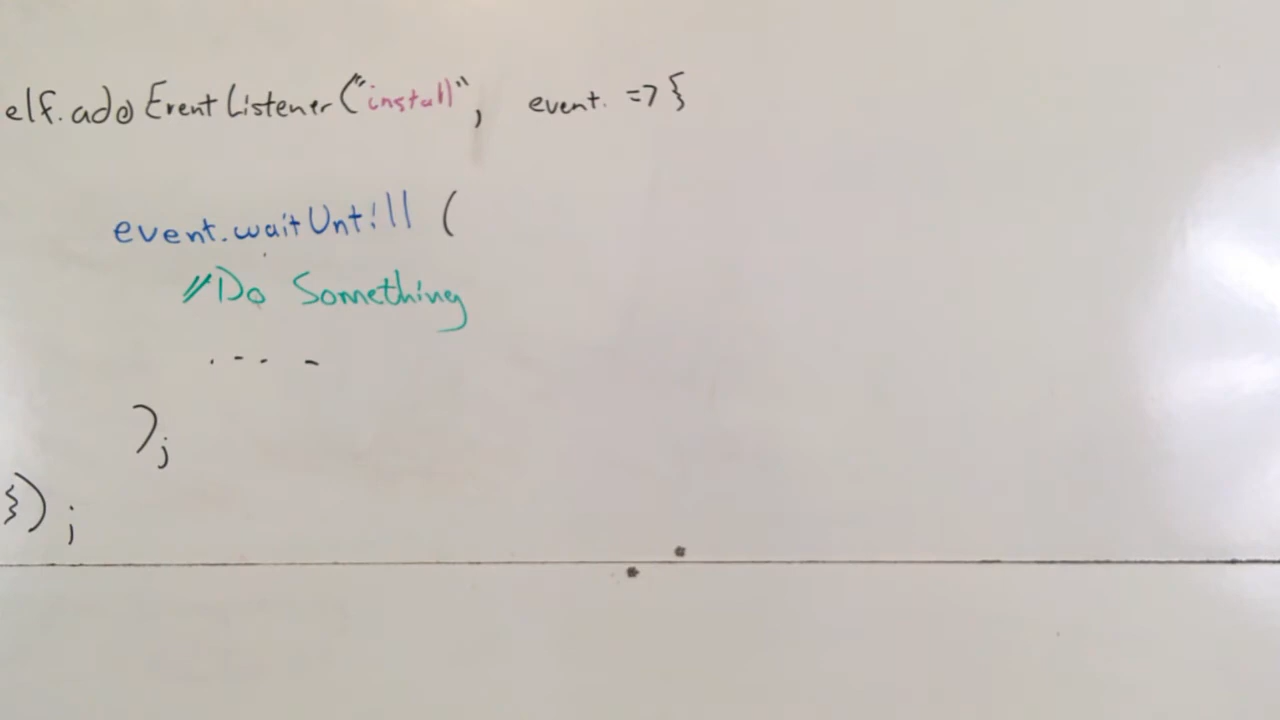 elf.addEventListener("install", event. => {
event.waitUntill (
//Do Something
. - - -
);
});